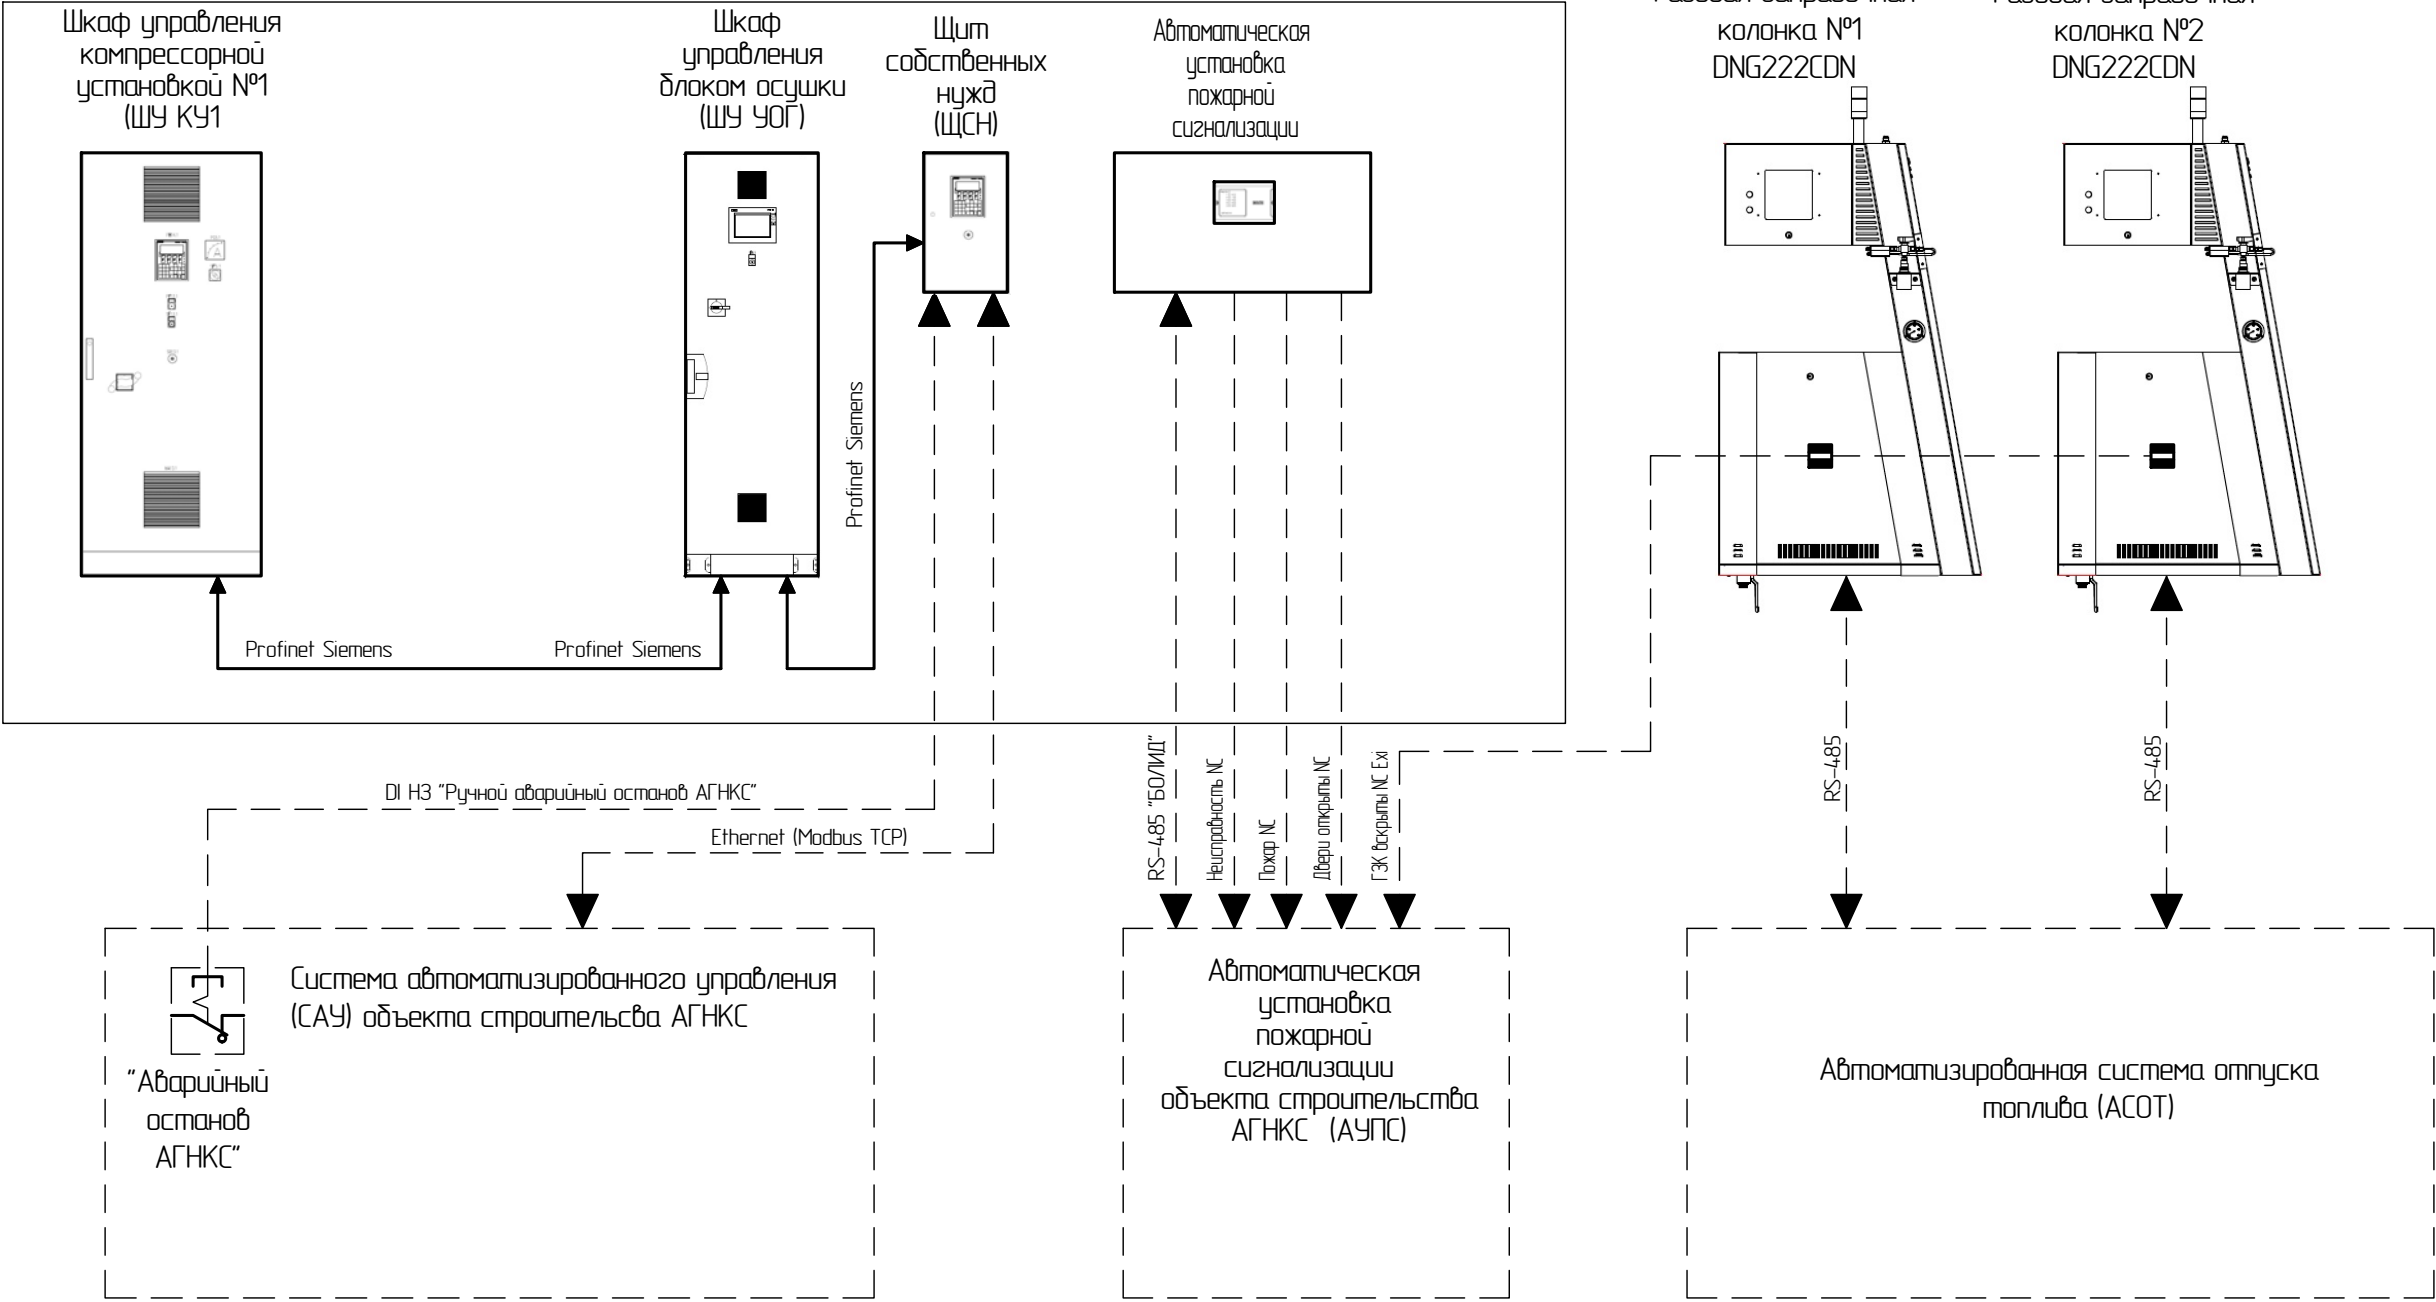 Шкаф управления
компрессорной
установкой №1
(ШУ КУ1
Шкаф
управления
блоком осушки
(ШУ УОГ)
Щит
собственных
нужд
(ЩСН)
Автоматическая
установка
пожарной
сигнализации
колонка №1
DNG222CDN
колонка №2
DNG222CDN
Profinet Siemens
Profinet Siemens
Profinet Siemens
DI НЗ "Ручной аварийный останов АГНКС"
Ethernet (Modbus TCP)
RS-485 "БОЛИД"
Неисправность NC
Пожар NC
Двери открыты NC
ГЗК вскрыты NC Exi
RS-485
RS-485
Система автоматизированного управления
(САУ) объекта строительсва АГНКС
"Аварийный
останов
АГНКС"
Автоматическая
установка
пожарной
сигнализации
объекта строительства
АГНКС (АУПС)
Автоматизированная система отпуска
топлива (АСОТ)